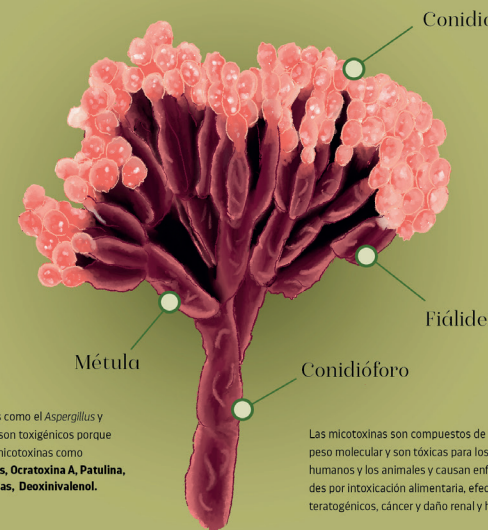 Conidio
Fiálide
Métula
Conidióforo
s como el Aspergillus y
son toxigénicos porque
micotoxinas como
s, Ocratoxina A, Patulina,
as, Deoxinivalenol.
Las micotoxinas son compuestos de
peso molecular y son tóxicas para los
humanos y los animales y causan enf
des por intoxicación alimentaria, efec
teratogénicos, cáncer y daño renal y h